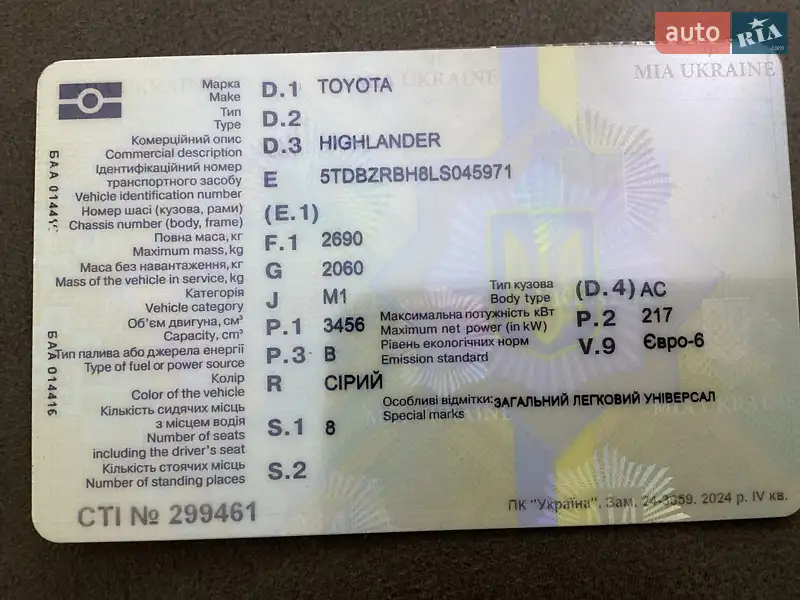 auto RIA
MIA UKRAINE
Марка
Make
D.1 TOYOTA
Тип
Type
D.2
Комерційний опис
Commercial description
D.3 HIGHLANDER
Ідентифікаційний номер
транспортного засобу
Vehicle identification number
E 5TDBZRBH8LS045971
Номер шасі (кузова, рами)
Chassis number (body, frame)
(E.1)
Повна маса, кг
Maximum mass, kg
F.1 2690
Маса без навантаження, кг
Mass of the vehicle in service, kg
G 2060
Категорія
Vehicle category
J M1
Тип кузова
Body type
(D.4) AC
Об'єм двигуна, см³
Capacity, cm³
P.1 3456
Максимальна потужність кВт
Maximum net power (in kW)
P.2 217
Тип палива або джерела енергії
Type of fuel or power source
P.3 B
Рівень екологічних норм
Emission standard
V.9 Євро-6
Колір
Color of the vehicle
R СІРИЙ
Особливі відмітки: ЗАГАЛЬНИЙ ЛЕГКОВИЙ УНІВЕРСАЛ
Special marks
Кількість сидячих місць
з місцем водія
Number of seats
including the driver's seat
S.1 8
Кількість стоячих місць
Number of standing places
S.2
СТІ № 299461
ПК "Україна". Зам. 24-3059. 2024 р. IV кв.
БАА 014416